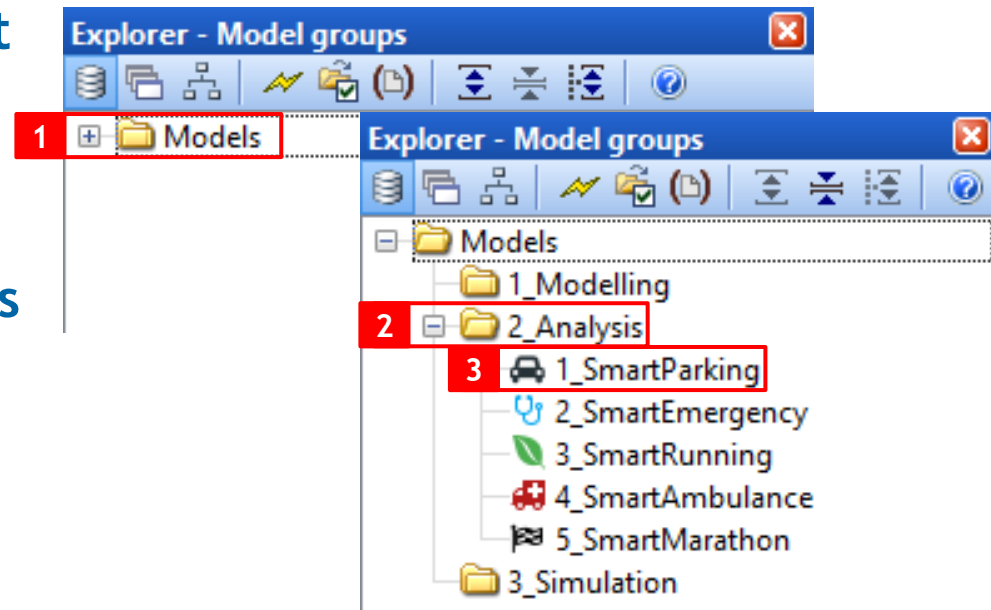 t
s
Explorer - Model groups
1 Models
Explorer - Model groups
Models
1_Modelling
2 2_Analysis
3 1_SmartParking
2_SmartEmergency
3_SmartRunning
4_SmartAmbulance
5_SmartMarathon
3_Simulation